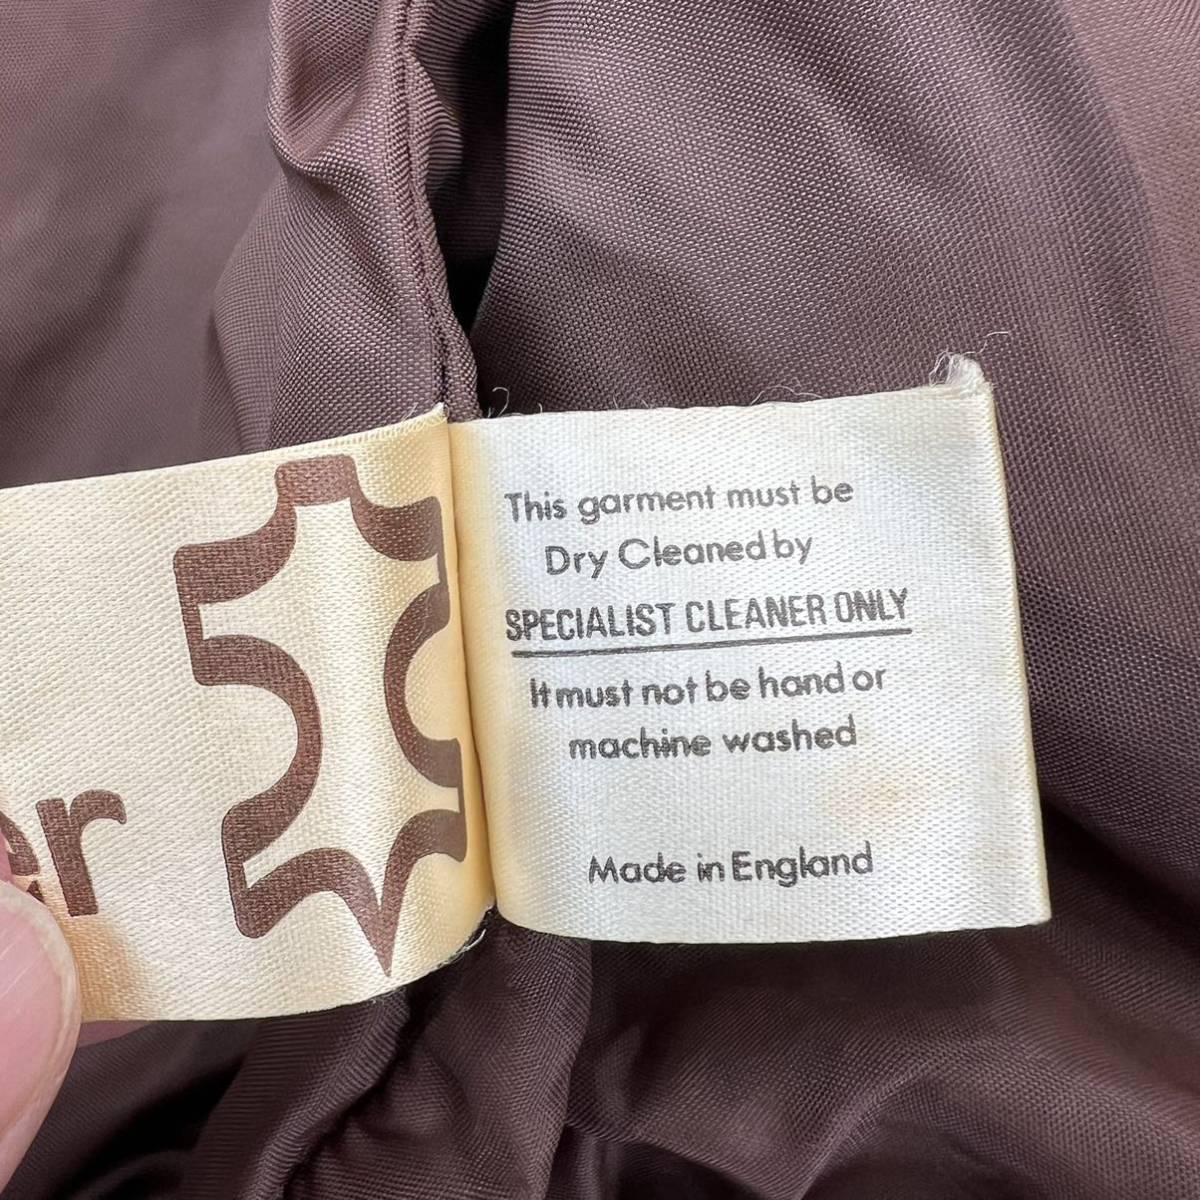 This garment must be
Dry Cleaned by
SPECIALIST CLEANER ONLY
It must not be hand or
machine washed
Made in England